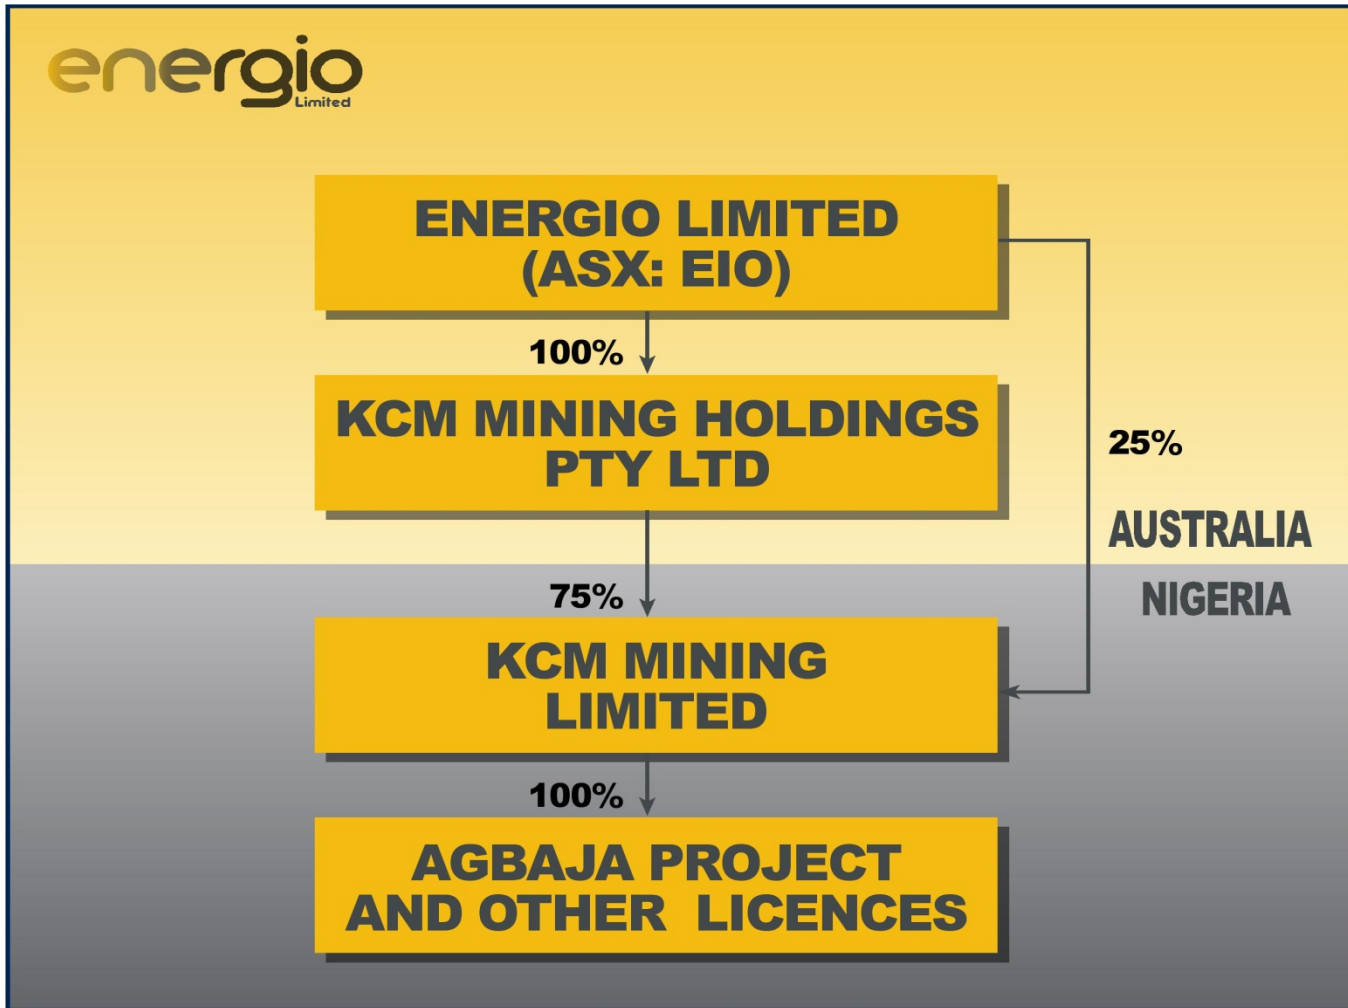 energio
Limited
ENERGIO LIMITED
(ASX: EIO)
100%
KCM MINING HOLDINGS
PTY LTD
25%
AUSTRALIA
NIGERIA
75%
KCM MINING
LIMITED
100%
AGBAJA PROJECT
AND OTHER LICENCES